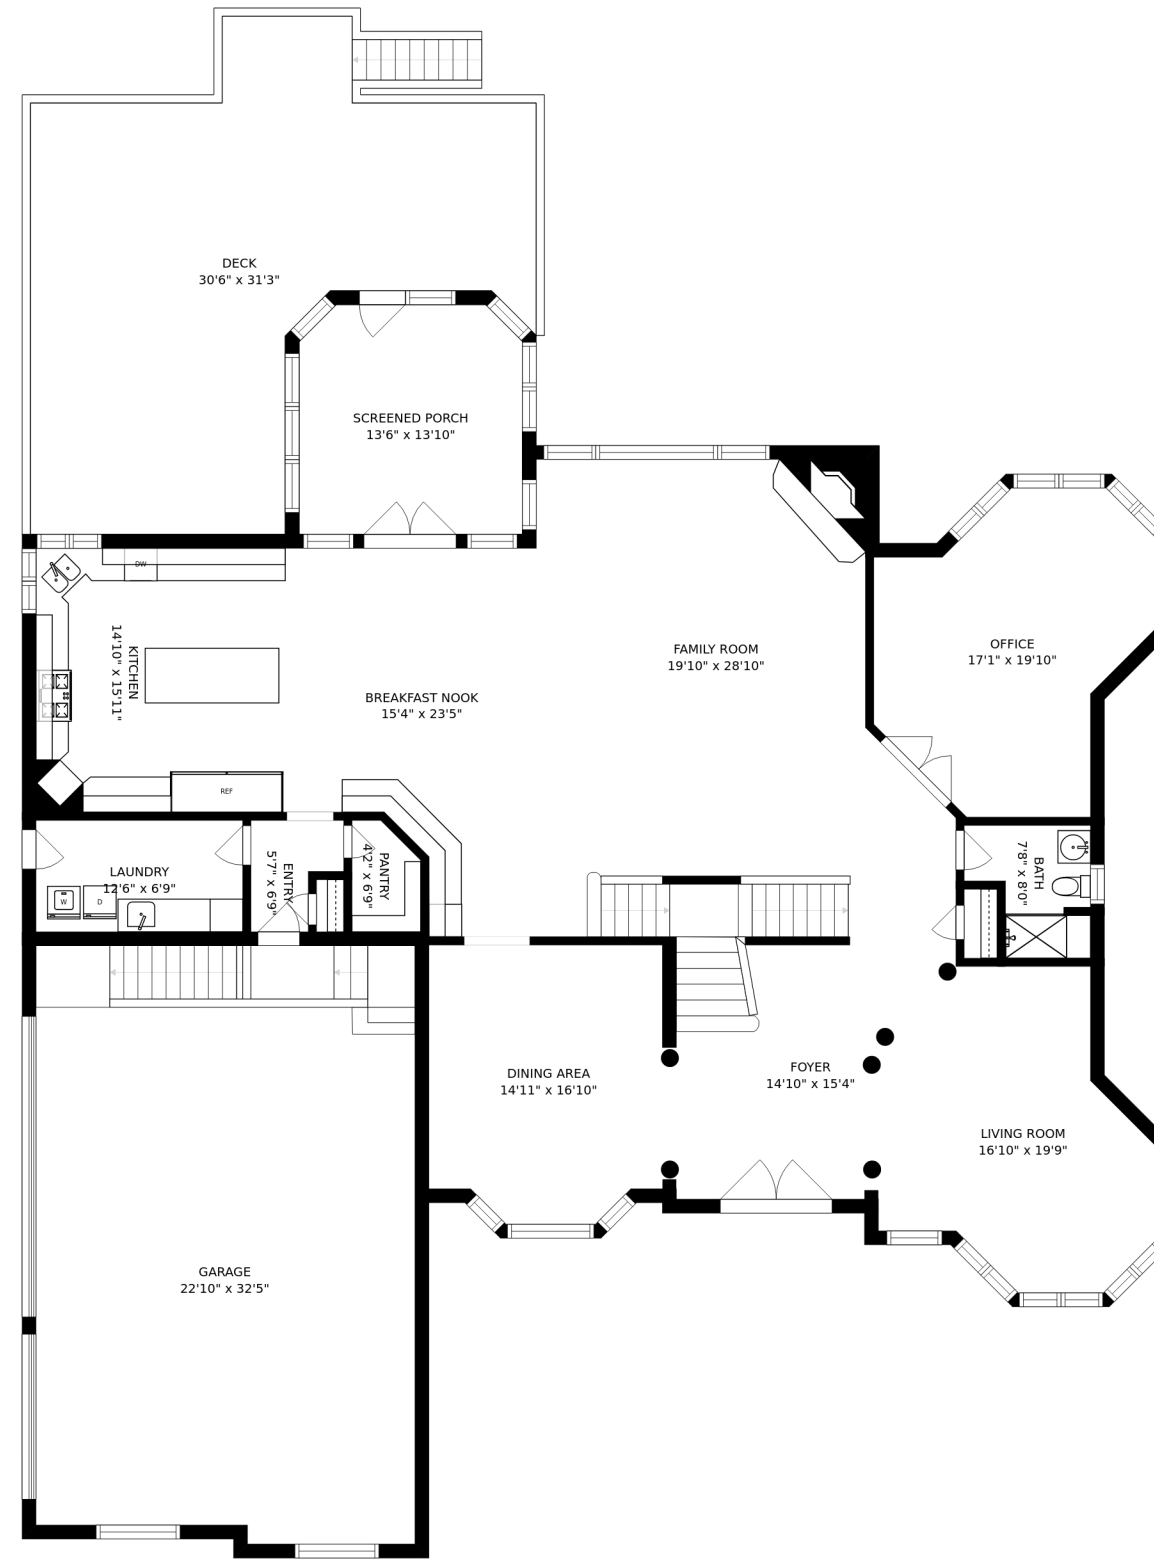 DECK
30'6" x 31'3"
SCREENED PORCH
13'6" x 13'10"
DW
KITCHEN
14'10" x 15'11"
FAMILY ROOM
19'10" x 28'10"
OFFICE
17'1" x 19'10"
BREAKFAST NOOK
15'4" x 23'5"
REF
LAUNDRY
12'6" x 6'9"
W
D
ENTRY
5'7" x 6'9"
PANTRY
4'2" x 6'9"
BATH
7'8" x 8'0"
DINING AREA
14'11" x 16'10"
FOYER
14'10" x 15'4"
LIVING ROOM
16'10" x 19'9"
GARAGE
22'10" x 32'5"